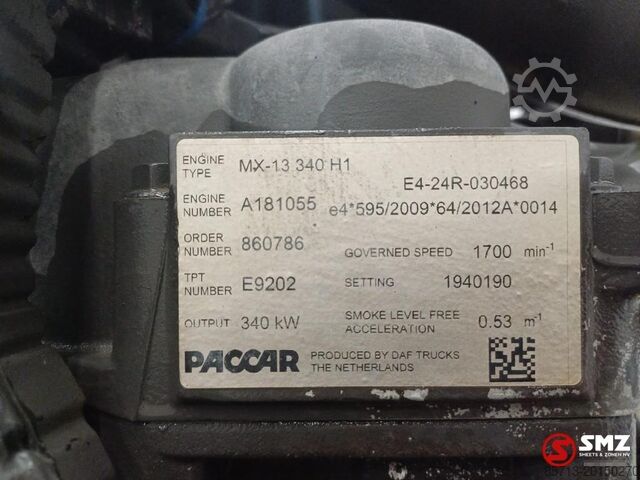 ENGINE TYPE MX-13 340 H1
E4-24R-030468
ENGINE NUMBER A181055 e4*595/2009*64/2012A*0014
ORDER NUMBER 860786 GOVERNED SPEED 1700 min-1
TPT NUMBER E9202 SETTING 1940190
OUTPUT 340 kW SMOKE LEVEL FREE ACCELERATION 0.53 m-1
PACCAR PRODUCED BY DAF TRUCKS
THE NETHERLANDS
SMZ
SMEETS & ZONEN NV